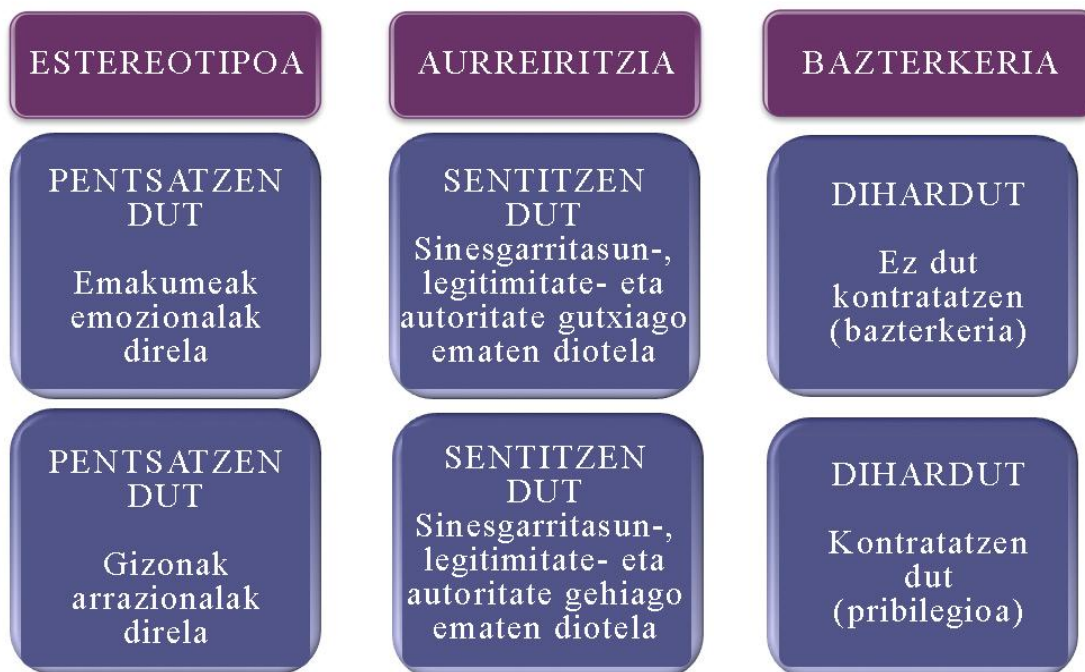 ESTEREOTIPOA
AURREIRITZIA
BAZTERKERIA
PENTSATZEN
DUT
Emakumeak
emozionalak
direla
SENTITZEN
DUT
Sinesgarritasun-,
legitimitate- eta
autoritate gutxiago
ematen diotela
DIHARDUT
Ez dut
kontratatzen
(bazterkeria)
PENTSATZEN
DUT
Gizonak
arrazionalak
direla
SENTITZEN
DUT
Sinesgarritasun-,
legitimitate- eta
autoritate gehiago
ematen diotela
DIHARDUT
Kontratatzen
dut
(pribilegioa)